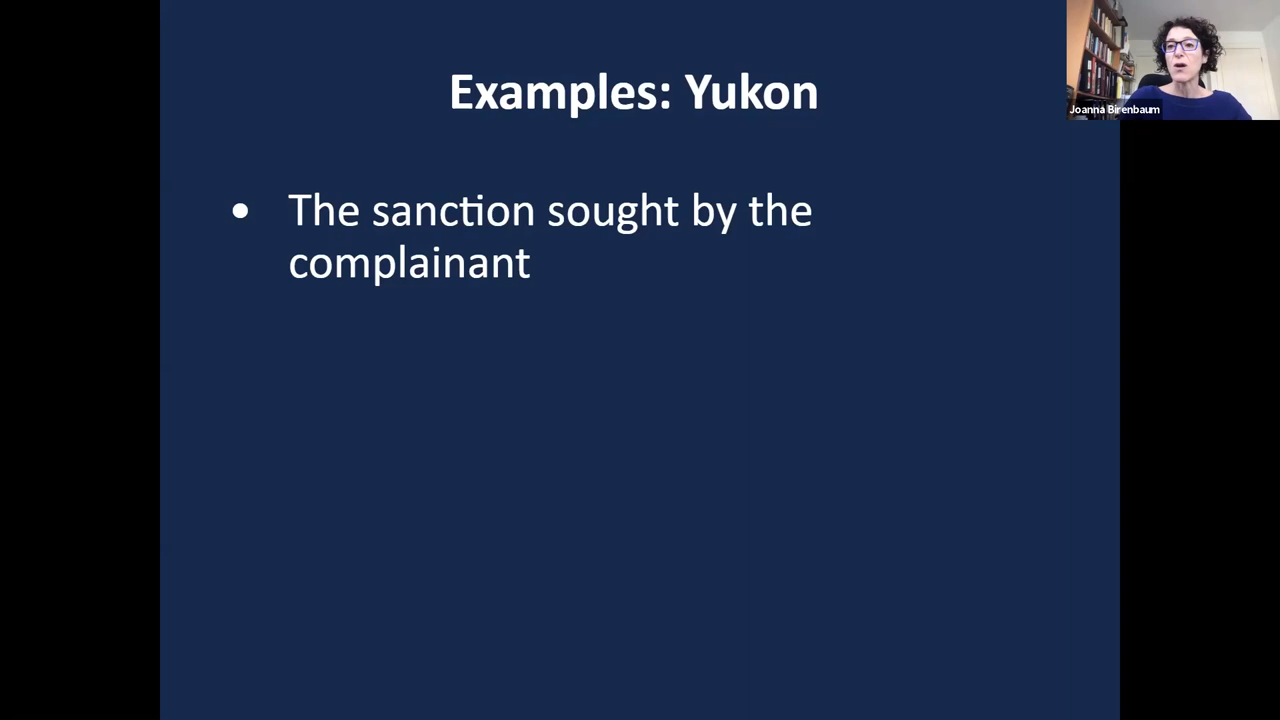 Examples: Yukon
• The sanction sought by the
complainant
Joanna Birenbaum